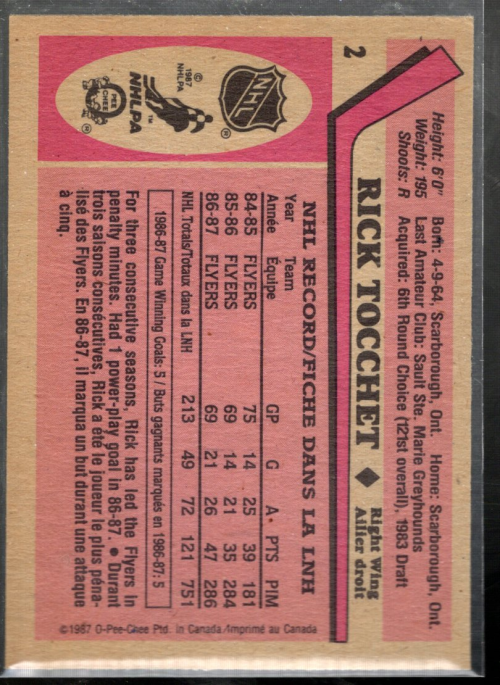 2
Height: 6'0" Born: 4-9-64, Scarborough, Ont. Home: Scarborough, Ont.
Weight: 195 Last Amateur Club: Sault Ste. Marie Greyhounds
Shoots: R Acquired: 6th Round Choice (121st overall), 1983 Draft
RICK TOCCHET ◆ Right Wing
Ailier droit
NHL
®
© 1987 NHLPA
™
NHLPA
O PEE CHEE
®
NHL RECORD/FICHE DANS LA LNH
Year Team
Année Équipe GP G A PTS PIM
84-85 FLYERS 75 14 25 39 181
85-86 FLYERS 69 14 21 35 284
86-87 FLYERS 69 21 26 47 286
NHL Totals/Totaux dans la LNH 213 49 72 121 751
1986-87 Game Winning Goals: 5 / Buts gagnants marqués en 1986-87: 5
For three consecutive seasons, Rick has led the Flyers in
penalty minutes. Had 1 power-play goal in 86-87. ● Durant
trois saisons consécutives, Rick a été le joueur le plus péna-
lisé des Flyers. En 86-87, il marqua un but durant une attaque
à cinq.
©1987 O-Pee-Chee Ptd. in Canada/Imprimé au Canada